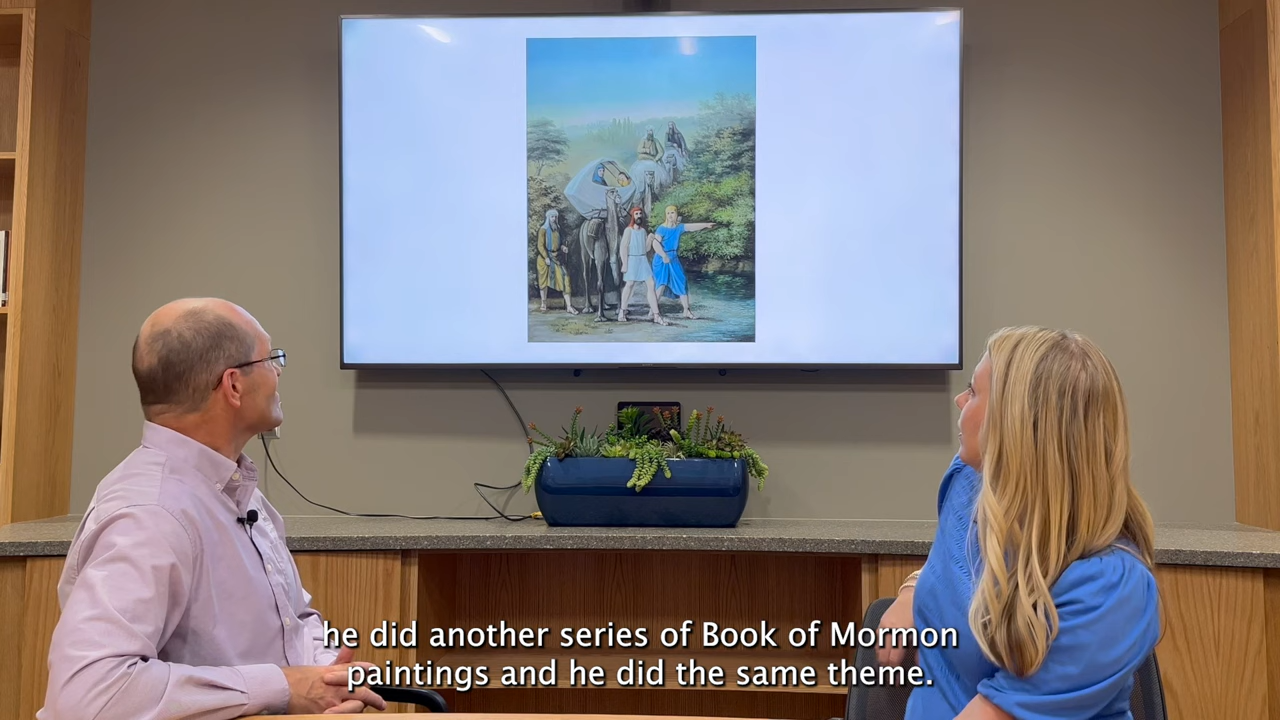 he did another series of Book of Mormon
paintings and he did the same theme.